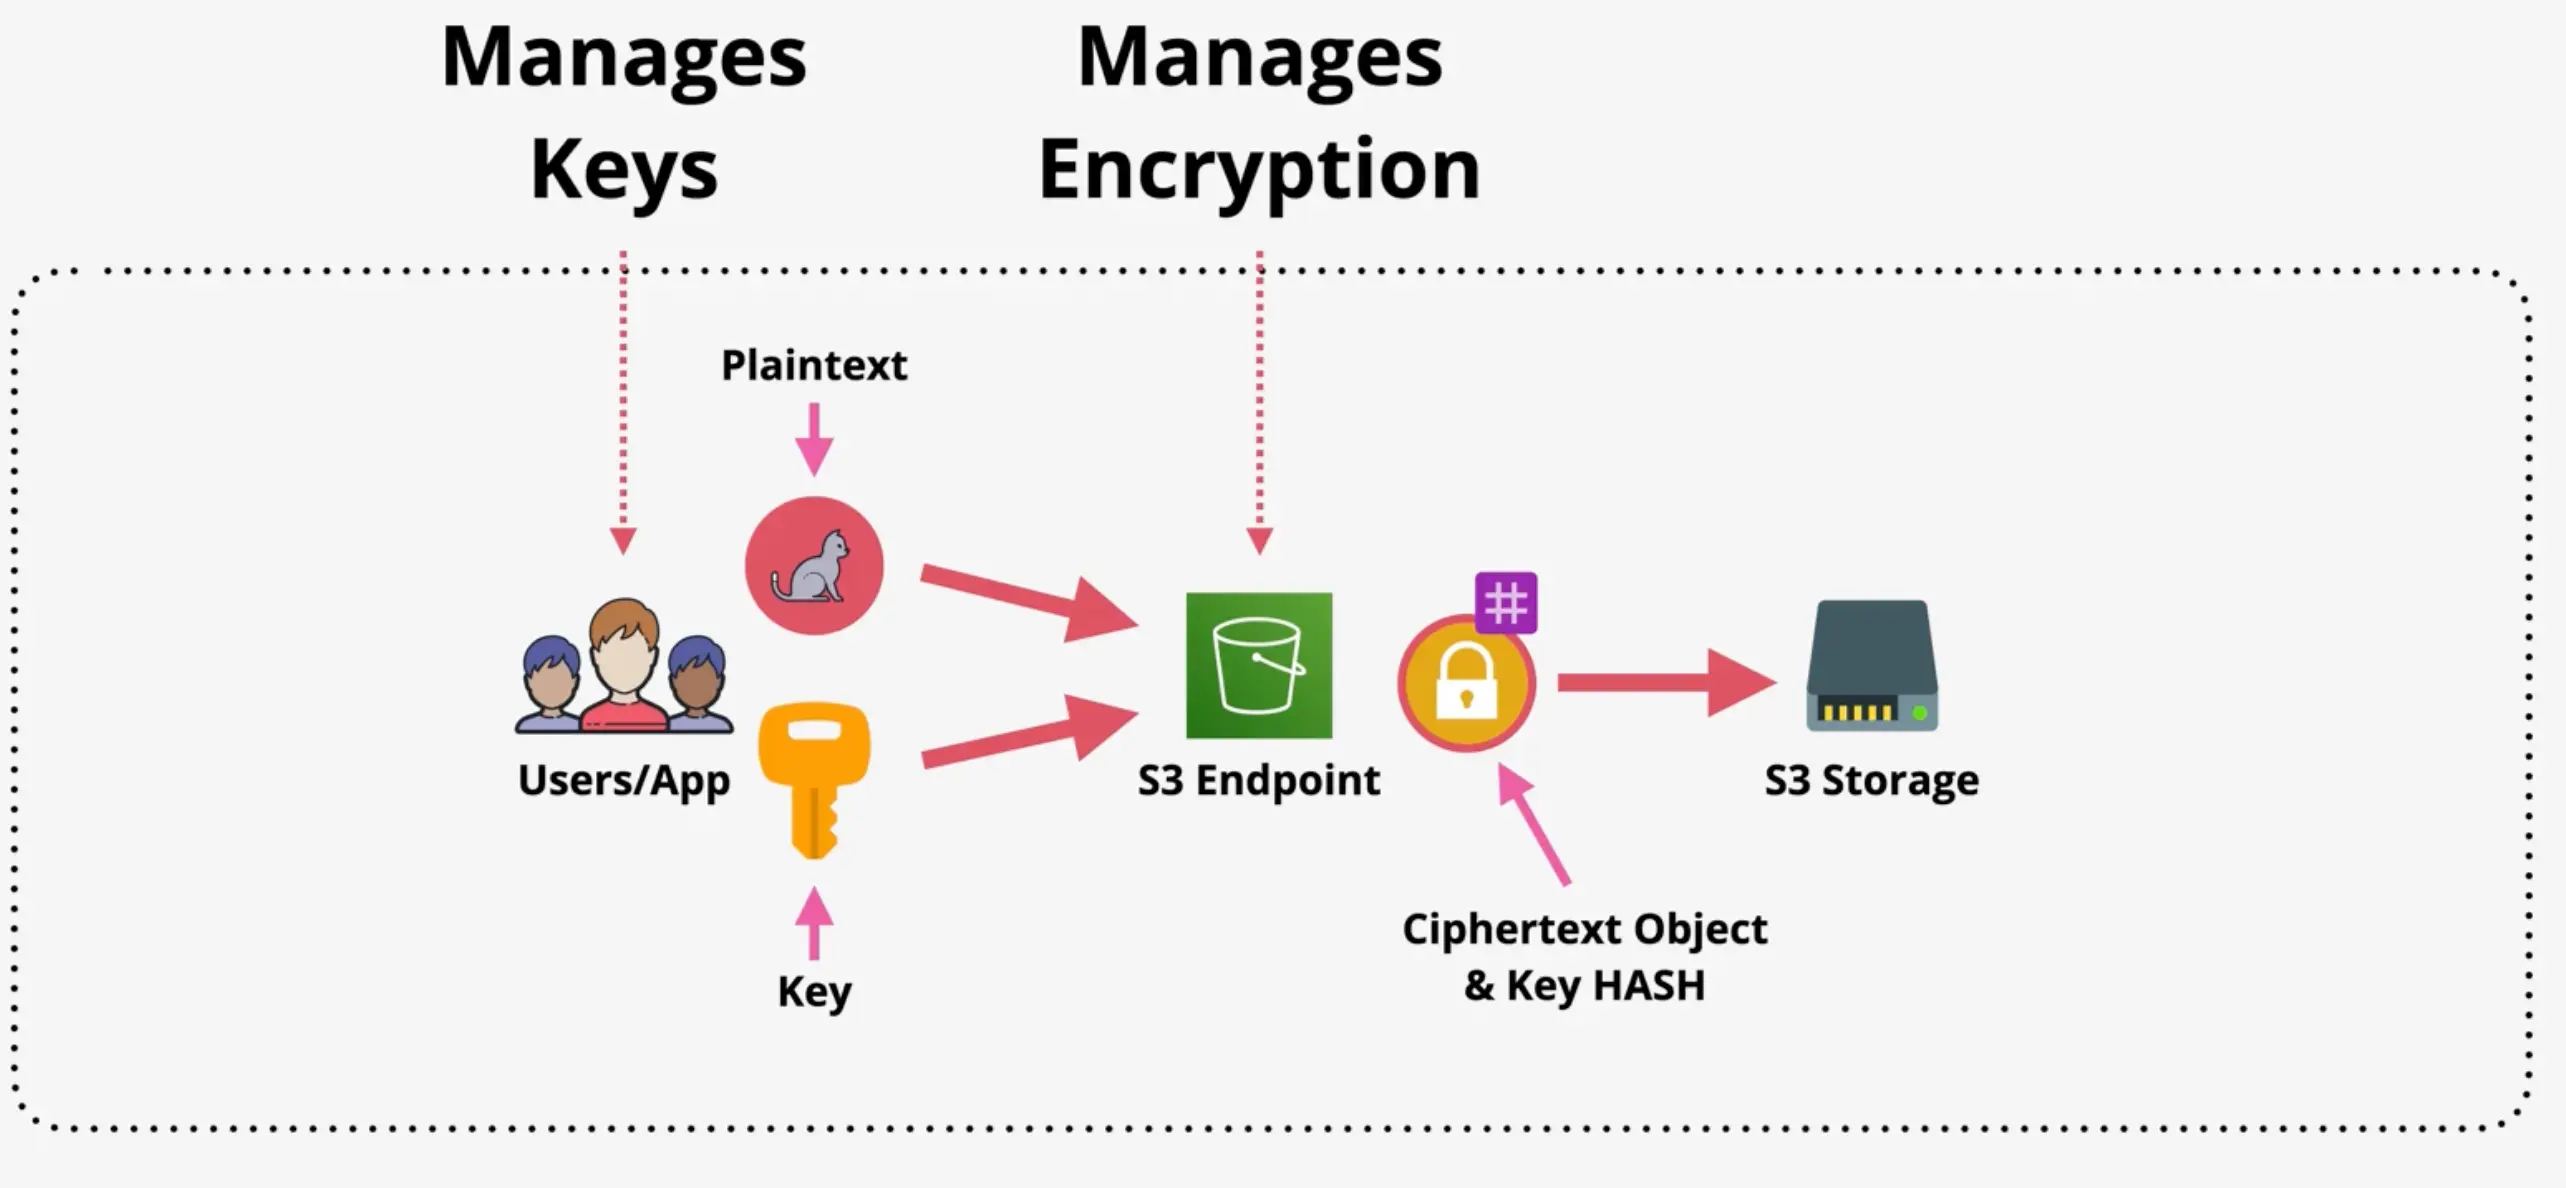 Manages
Keys
Manages
Encryption
Plaintext
Users/App
S3 Endpoint
S3 Storage
Key
Ciphertext Object
& Key HASH